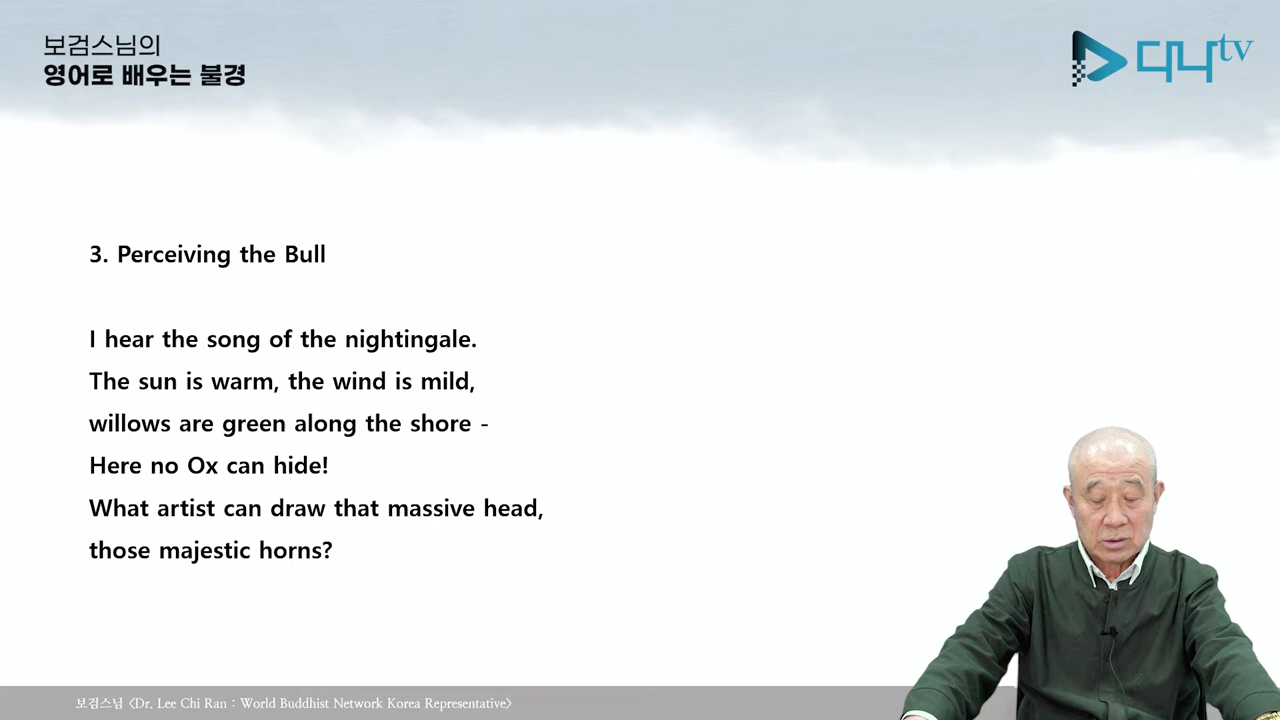 보검스님의
영어로 배우는 불경
다나tv
3. Perceiving the Bull
I hear the song of the nightingale.
The sun is warm, the wind is mild,
willows are green along the shore -
Here no Ox can hide!
What artist can draw that massive head,
those majestic horns?
보검스님 <Dr. Lee Chi Ran : World Buddhist Network Korea Representative>